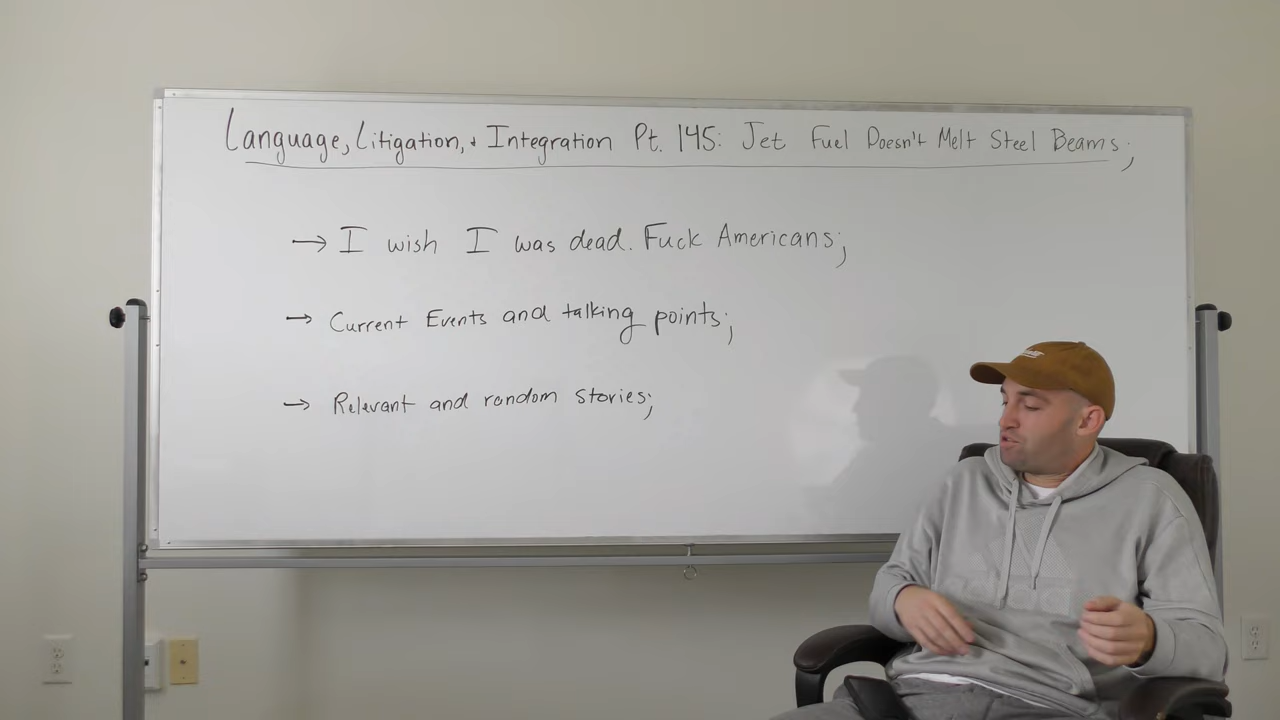 Language, Litigation, + Integration Pt. 145: Jet Fuel Doesn't Melt Steel Beams;
→ I wish I was dead. Fuck Americans;
→ Current Events and talking points;
→ Relevant and random stories;